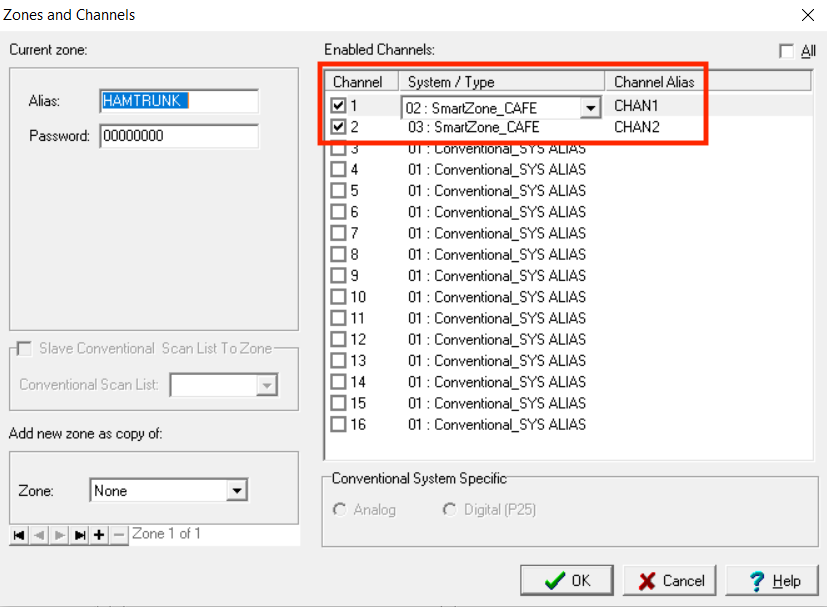 Zones and Channels
Current zone:
Alias: HAMTRUNK
Password: 00000000
Slave Conventional Scan List To Zone
Conventional Scan List:
Add new zone as copy of:
Zone: None
Zone 1 of 1
Enabled Channels:
All
Channel System / Type Channel Alias
1 02 : SmartZone_CAFE CHAN1
2 03 : SmartZone_CAFE CHAN2
3 01 : Conventional_SYS ALIAS
4 01 : Conventional_SYS ALIAS
5 01 : Conventional_SYS ALIAS
6 01 : Conventional_SYS ALIAS
7 01 : Conventional_SYS ALIAS
8 01 : Conventional_SYS ALIAS
9 01 : Conventional_SYS ALIAS
10 01 : Conventional_SYS ALIAS
11 01 : Conventional_SYS ALIAS
12 01 : Conventional_SYS ALIAS
13 01 : Conventional_SYS ALIAS
14 01 : Conventional_SYS ALIAS
15 01 : Conventional_SYS ALIAS
16 01 : Conventional_SYS ALIAS
Conventional System Specific
Analog Digital (P25)
OK Cancel Help